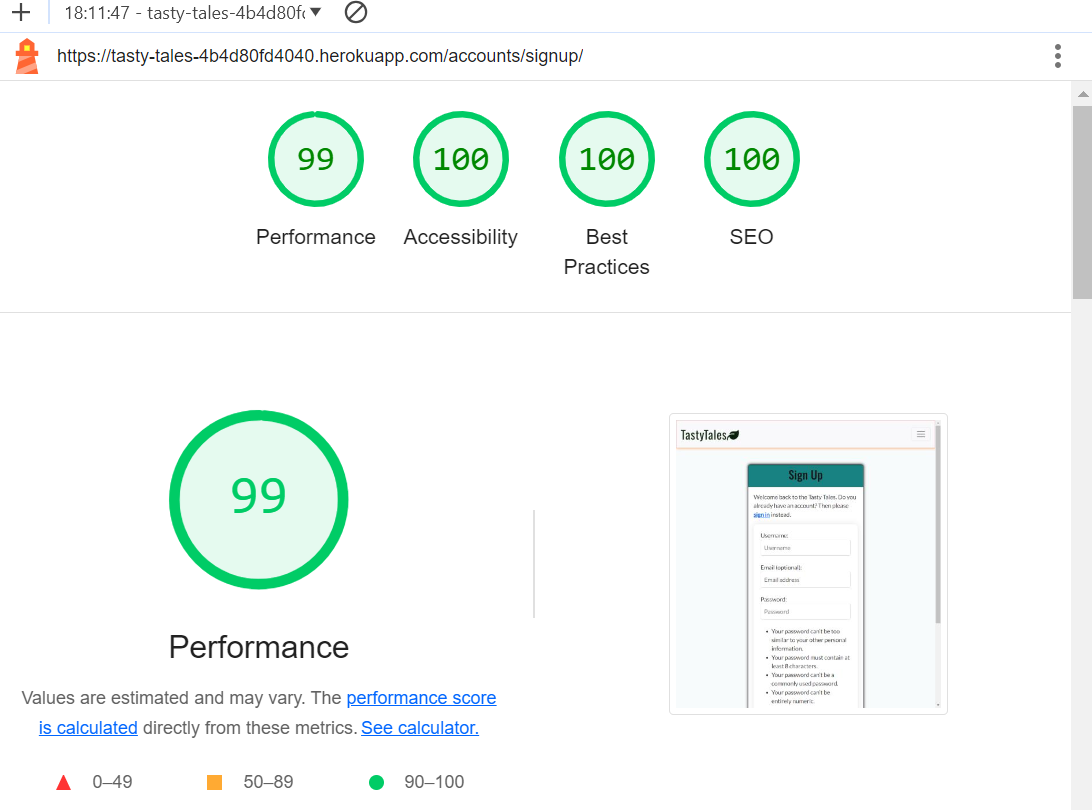 18:11:47 - tasty-tales-4b4d80f
https://tasty-tales-4b4d80fd4040.herokuapp.com/accounts/signup/
99 100 100 100
Performance Accessibility Best Practices SEO
99
Performance
Values are estimated and may vary. The performance score
is calculated directly from these metrics. See calculator.
0–49 50–89 90–100
TastyTales
Sign Up
Welcome back to the Tasty Tales. Do you
already have an account? Then please
sign in instead.
Username:
Username
Email (optional):
Email address
Password:
Password
Your password can't be too
similar to your other personal
information.
Your password must contain at
least 8 characters.
Your password can't be a
commonly used password.
Your password can't be
entirely numeric.